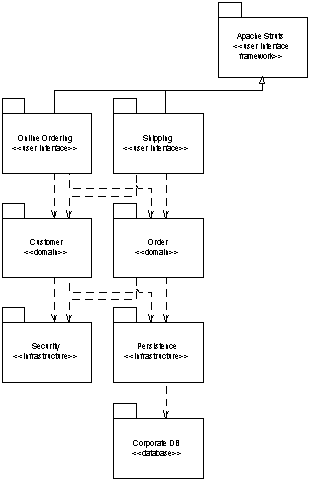 Apache Struts
<<user interface
framework>>
Online Ordering
<<user interface>>
Shipping
<<user interface>>
Customer
<<domain>>
Order
<<domain>>
Security
<<infrastructure>>
Persistence
<<infrastructure>>
Corporate DB
<<database>>